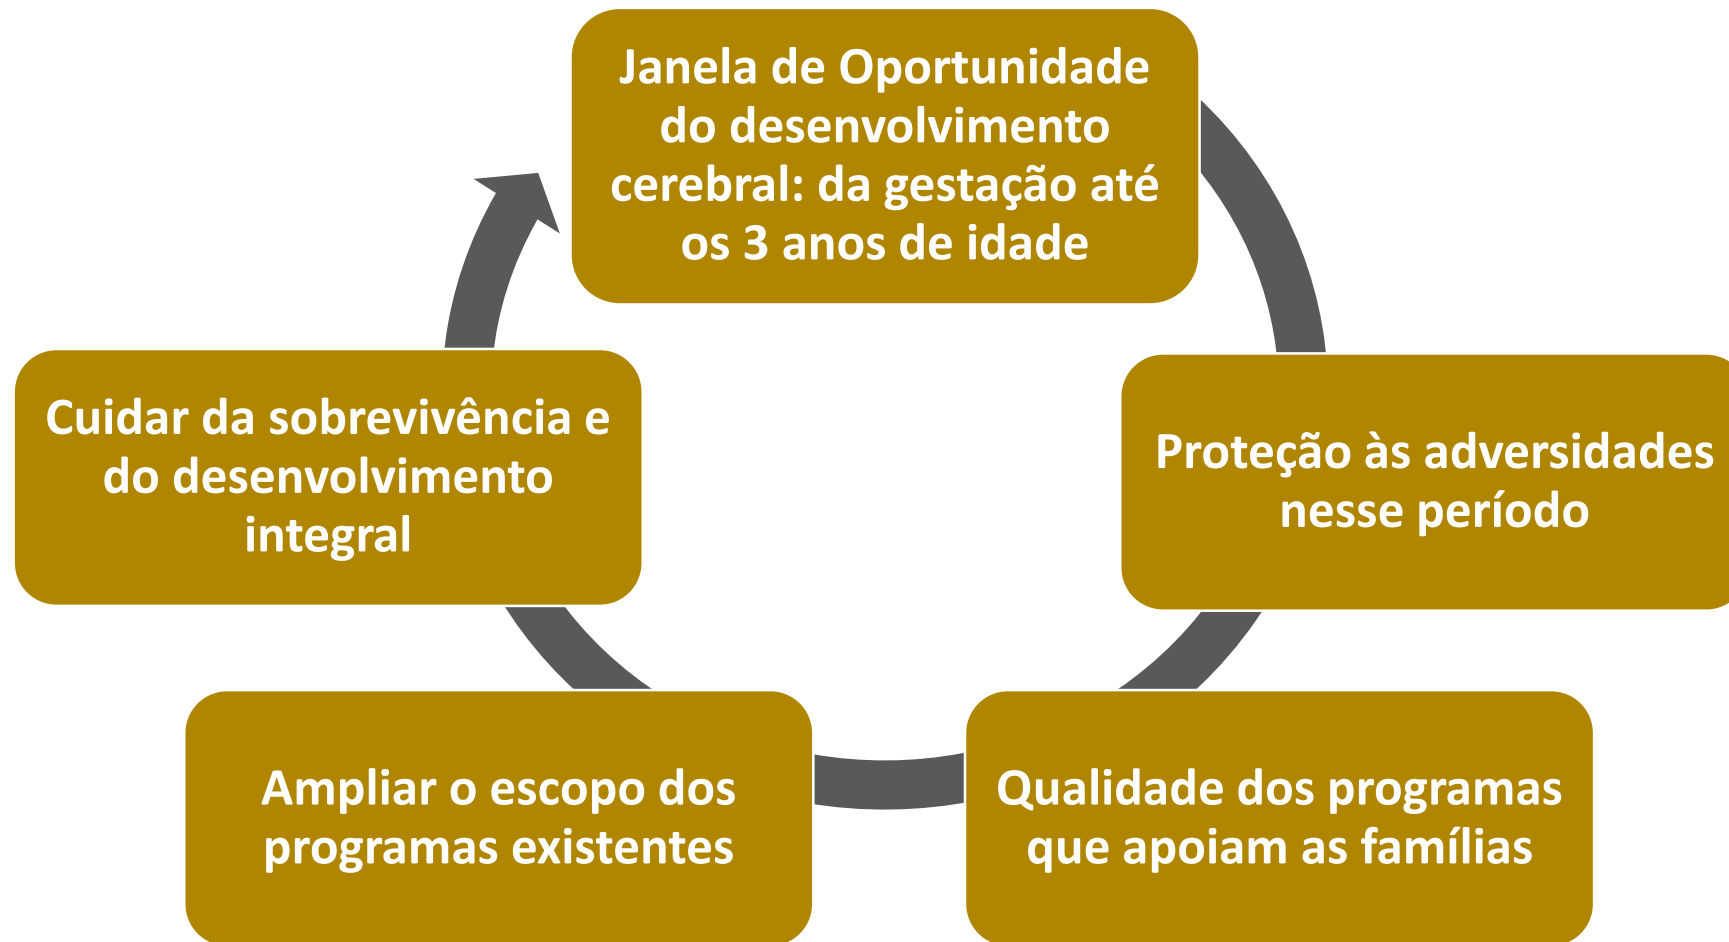 Janela de Oportunidade
do desenvolvimento
cerebral: da gestação até
os 3 anos de idade
Proteção às adversidades
nesse período
Qualidade dos programas
que apoiam as famílias
Ampliar o escopo dos
programas existentes
Cuidar da sobrevivência e
do desenvolvimento
integral